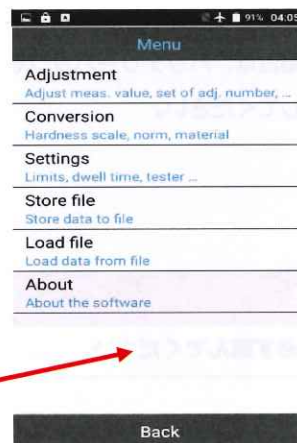 91% 04:05
Menu
Adjustment
Adjust meas. value, set of adj. number, ...
Conversion
Hardness scale, norm, material
Settings
Limits, dwell time, tester ...
Store file
Store data to file
Load file
Load data from file
About
About the software
Back